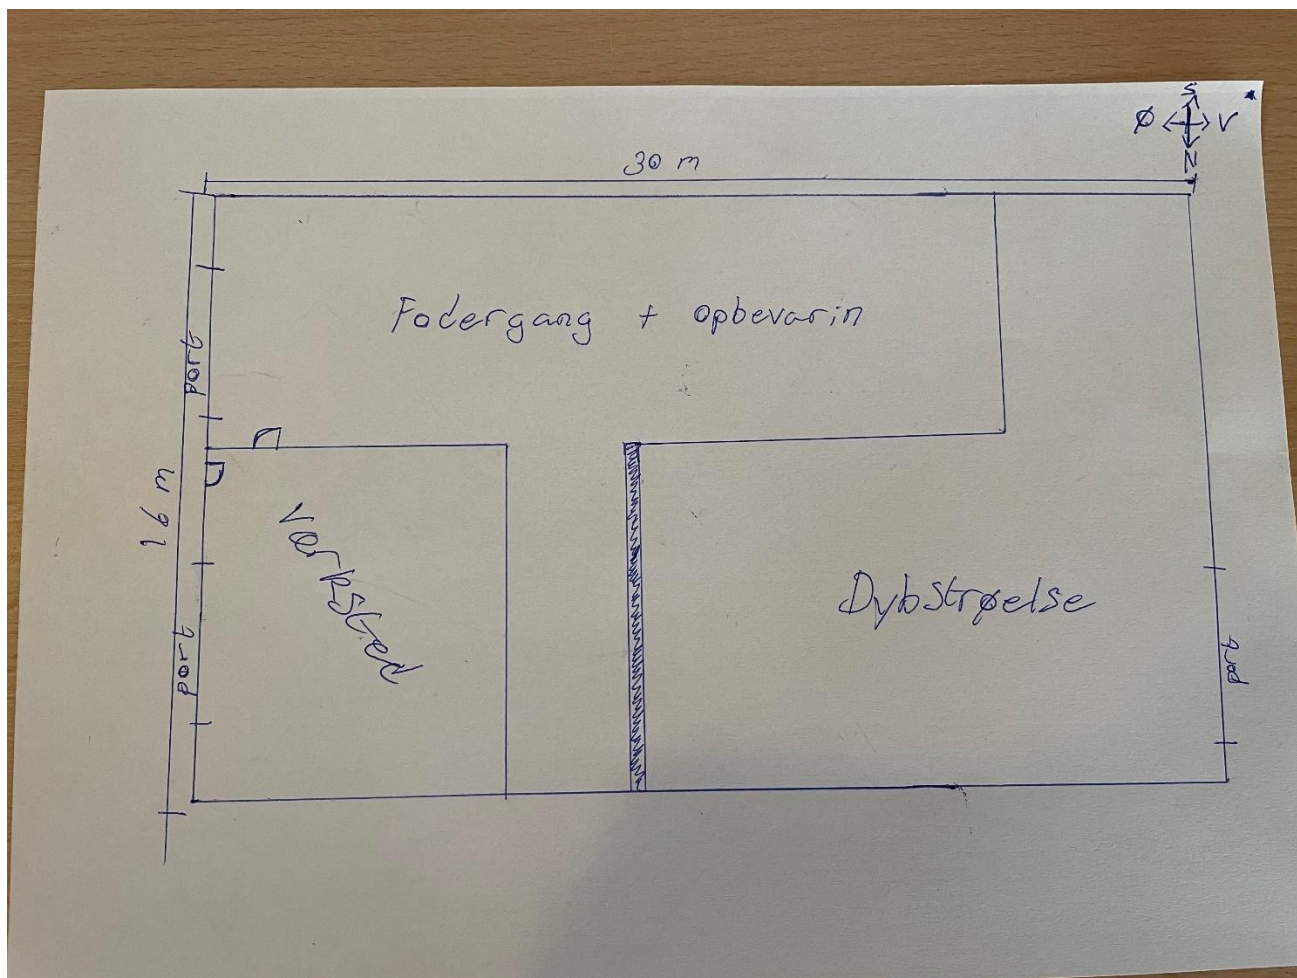 S
Ø V
N
30 m
Fodergang + opbevarin
port
16 m
værksted
Dybstrøelse
port
port